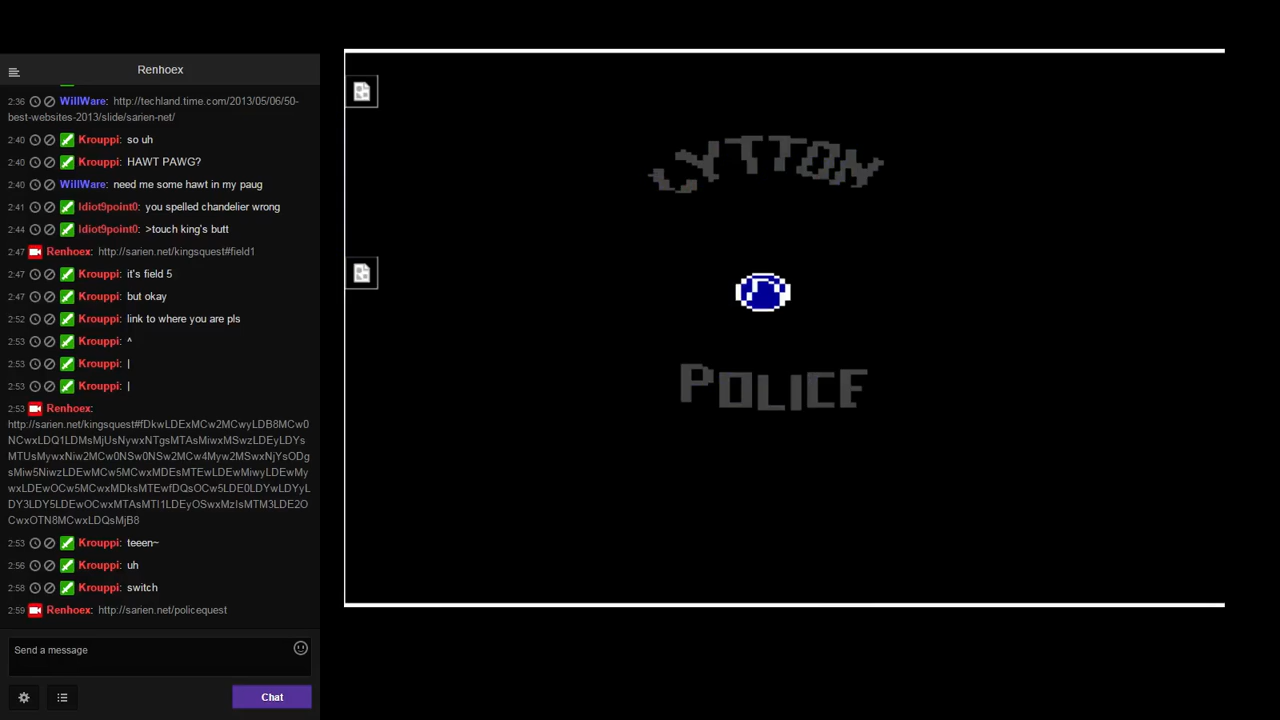 Renhoex
2:36 WillWare: http://techland.time.com/2013/05/06/50-
best-websites-2013/slide/sarien-net/
2:40 Krouppi: so uh
2:40 Krouppi: HAWT PAWG?
2:40 WillWare: need me some hawt in my paug
2:41 Idiot9point0: you spelled chandelier wrong
2:44 Idiot9point0: >touch king's butt
2:47 Renhoex: http://sarien.net/kingsquest#field1
2:47 Krouppi: it's field 5
2:47 Krouppi: but okay
2:52 Krouppi: link to where you are pls
2:53 Krouppi: ^
2:53 Krouppi: |
2:53 Krouppi: |
2:53 Renhoex:
http://sarien.net/kingsquest#fDkwLDExMCw2MCwyLDB8MCw0
NCwxLDQ1LDMsMjUsNywxNTgsMTAsMiwxMSwzLDEyLDYs
MTUsMywxNiw2MCw0NSw0NSw2MCw4Myw2MSwxNjYsODg
sMiw5NiwzLDEwMCw5MCwxMDEsMTEwLDEwMiwyLDEwMy
wxLDEwOCw5MCwxMDksMTEwfDQsOCw5LDE0LDYwLDYyL
DY3LDY5LDEwOCwxMTAsMTI1LDEyOSwxMzIsMTM3LDE2O
CwxOTN8MCwxLDQsMjB8
2:53 Krouppi: teeen~
2:56 Krouppi: uh
2:58 Krouppi: switch
2:59 Renhoex: http://sarien.net/policequest
Send a message
Chat
LYTTON
POLICE